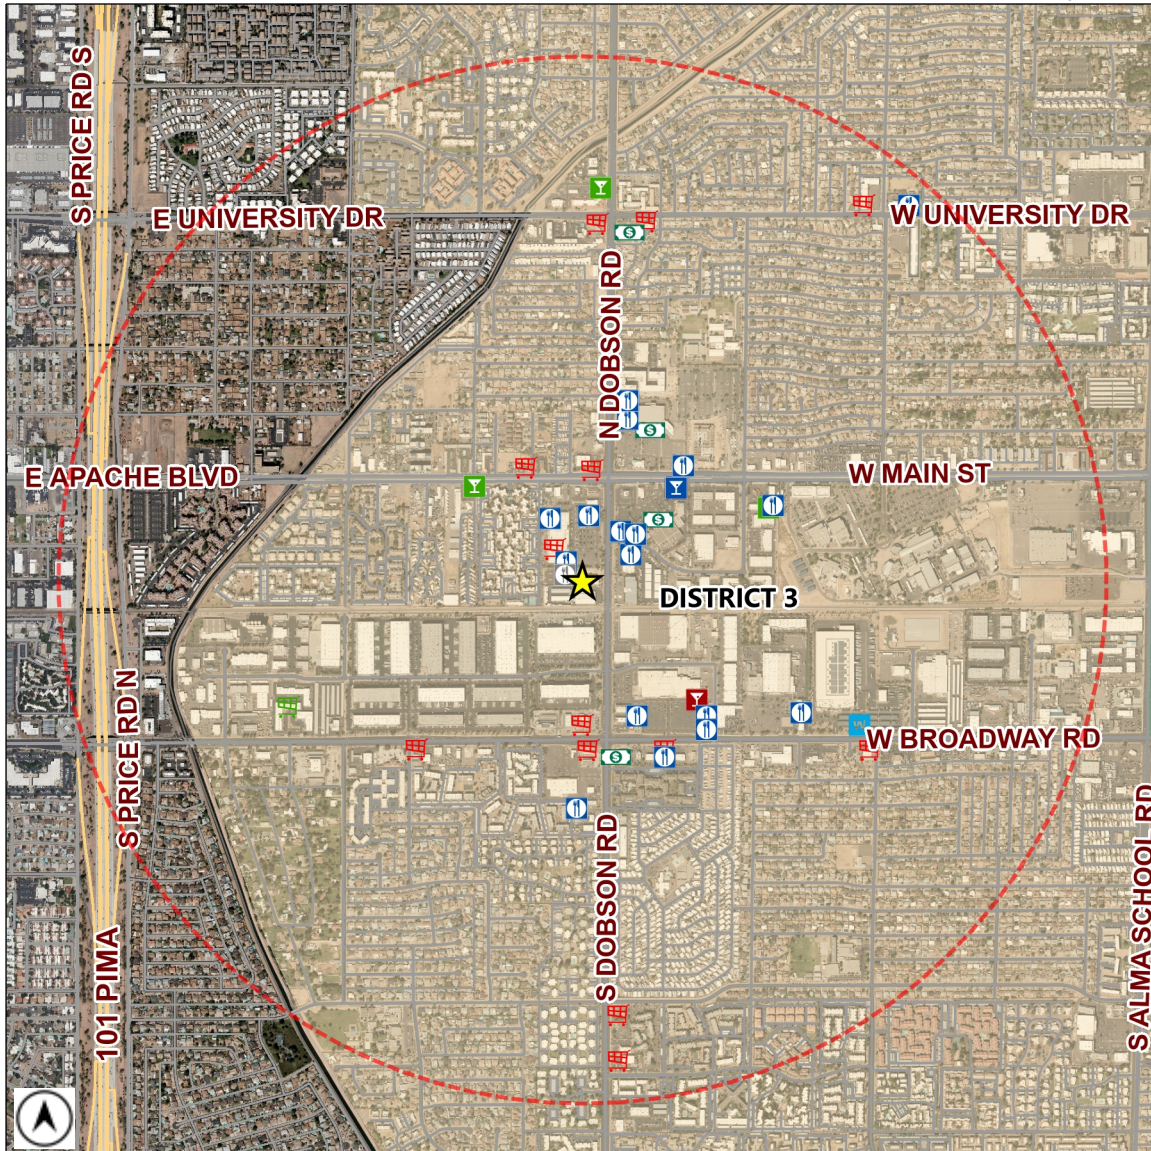 S PRICE RD S
E UNIVERSITY DR
W UNIVERSITY DR
$
N DOBSON RD
$
E APACHE BLVD
W MAIN ST
$
DISTRICT 3
S PRICE RD N
W
W BROADWAY RD
$
S DOBSON RD
S ALMA SCHOOL RD
101 PIMA